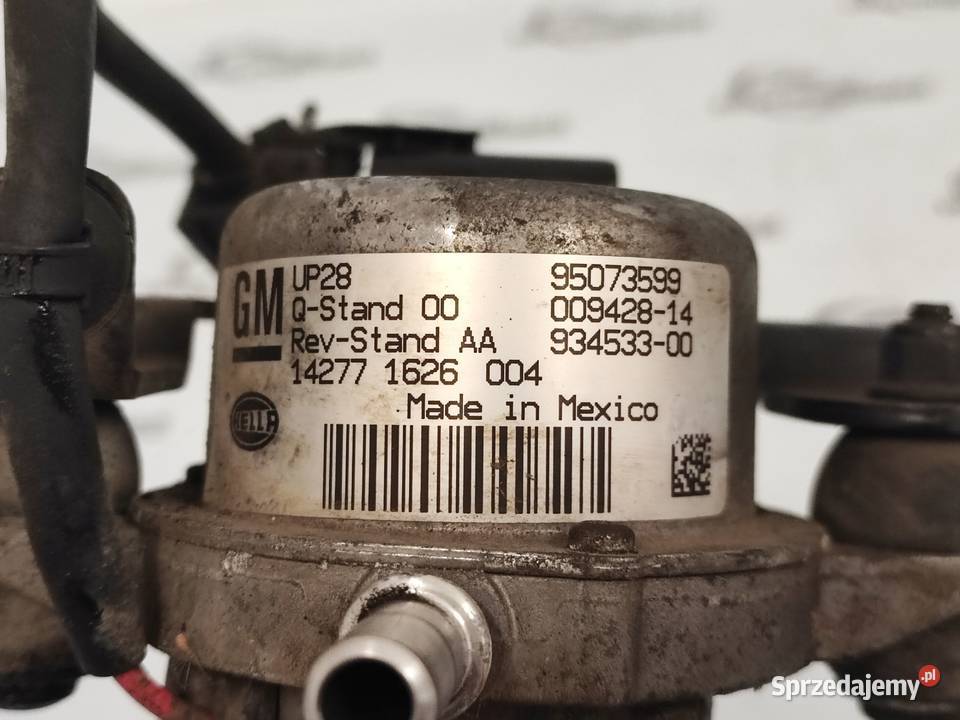 GM UP28 95073599
Q-Stand 00 009428-14
Rev-Stand AA 934533-00
14277 1626 004
HELLA Made in Mexico
Sprzedajemy.pl